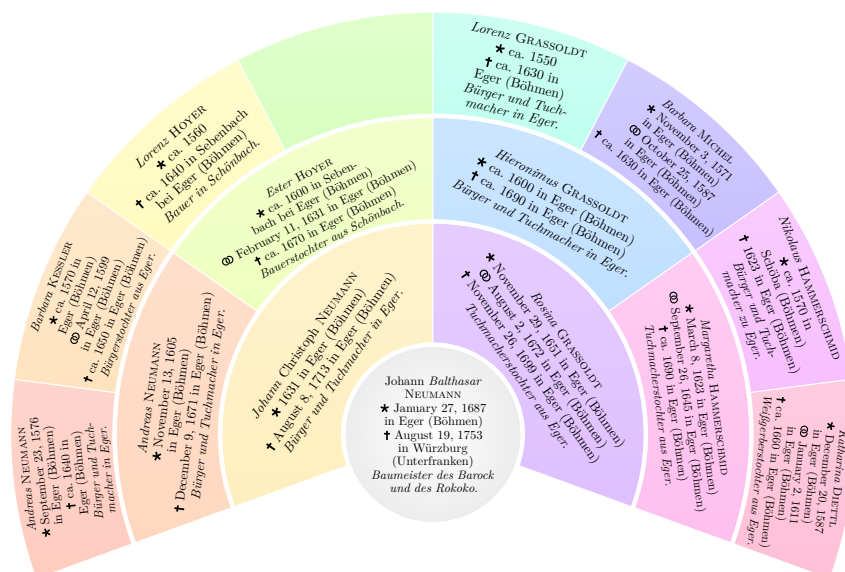 Lorenz GRASSOLDT
★ ca. 1550
✝ ca. 1630 in
Eger (Böhmen)
Bürger und Tuch-
macher in Eger.
Barbara MICHEL
★ November 3, 1571
in Eger (Böhmen)
⚭ October 25, 1587
in Eger (Böhmen)
✝ ca. 1630 in
Eger (Böhmen)
Lorenz HOYER
★ ca. 1560
✝ ca. 1640 in Sebenbach
bei Eger (Böhmen)
Bauer in Schönbach.
Ester HOYER
★ ca. 1600 in Seben-
bach bei Eger (Böhmen)
⚭ February 11, 1631 in Eger (Böhmen)
✝ ca. 1670 in Eger (Böhmen)
Bauerstochter aus Schönbach.
Hieronimus GRASSOLDT
★ ca. 1600 in Eger (Böhmen)
✝ ca. 1690 in Eger (Böhmen)
Bürger und Tuchmacher in Eger.
Barbara KESSLER
★ ca. 1570 in
Eger (Böhmen)
⚭ April 12, 1599
in Eger (Böhmen)
✝ ca. 1650 in Eger (Böhmen)
Bürgerstochter aus Eger.
Nikolaus HAMMERSCHMID
★ ca. 1570 in
Schöba (Böhmen)
✝ 1623 in Eger (Böhmen)
Bürger und Tuch-
macher zu Eger.
Andreas NEUMANN
★ November 13, 1605
in Eger (Böhmen)
✝ December 9, 1671 in Eger (Böhmen)
Bürger und Tuchmacher in Eger.
Johann Christoph NEUMANN
★ 1631 in Eger (Böhmen)
✝ August 8, 1713 in Eger (Böhmen)
Bürger und Tuchmacher in Eger.
Rosina GRASSOLDT
★ November 29, 1651 in Eger (Böhmen)
⚭ August 2, 1672 in Eger (Böhmen)
✝ November 26, 1699 in Eger (Böhmen)
Tuchmacherstochter aus Eger.
Margaretha HAMMERSCHMID
★ March 8, 1623 in Eger (Böhmen)
⚭ September 26, 1645 in Eger (Böhmen)
✝ ca. 1690 in Eger (Böhmen)
Tuchmacherstochter aus Eger.
Andreas NEUMANN
★ September 23, 1576
in Eger (Böhmen)
✝ ca. 1640 in
Eger (Böhmen)
Bürger und Tuch-
macher in Eger.
Johann Balthasar
NEUMANN
★ January 27, 1687
in Eger (Böhmen)
✝ August 19, 1753
in Würzburg
(Unterfranken)
Baumeister des Barock
und des Rokoko.
Katharina DIETTL
★ December 20, 1587
in Eger (Böhmen)
⚭ January 2, 1611
in Eger (Böhmen)
✝ ca. 1660 in Eger (Böhmen)
Weißgerberstochter aus Eger.